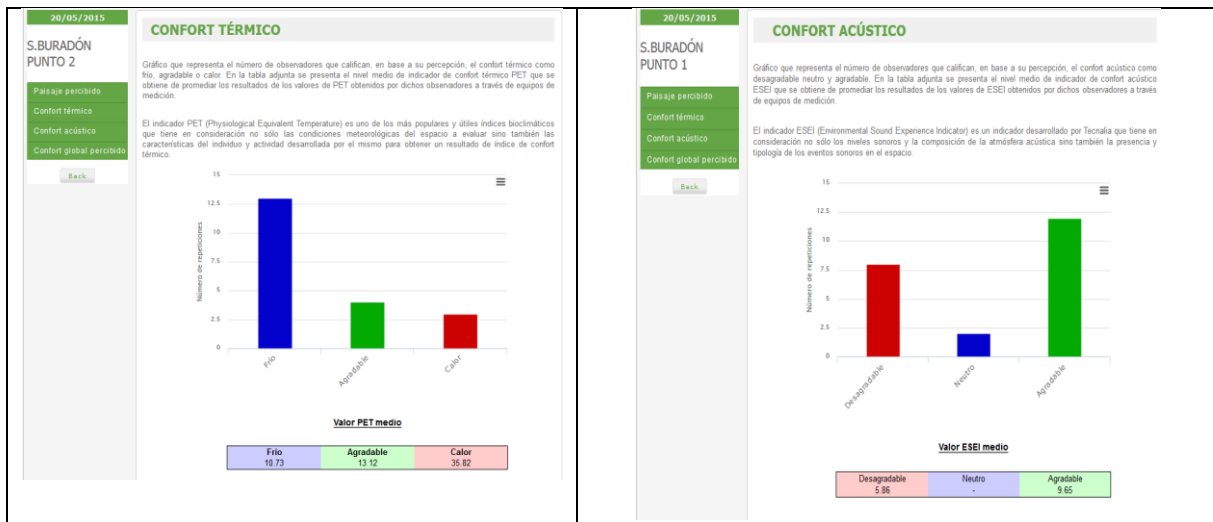 20/05/2015
S.BURADÓN
PUNTO 2
Paisaje percibido
Confort térmico
Confort acústico
Confort global percibido
Back
CONFORT TÉRMICO
Gráfico que representa el número de observadores que califican, en base a su percepción, el confort térmico como
frío, agradable o calor. En la tabla adjunta se presenta el nivel medio de indicador de confort térmico PET que se
obtiene de promediar los resultados de los valores de PET obtenidos por dichos observadores a través de equipos de
medición.
El indicador PET (Physiological Equivalent Temperature) es uno de los más populares y útiles índices bioclimáticos
que tiene en consideración no sólo las condiciones meteorológicas del espacio a evaluar sino también las
características del individuo y actividad desarrollada por el mismo para obtener un resultado de índice de confort
térmico.
15
12.5
10
7.5
5
2.5
0
Número de repeticiones
Frío
Agradable
Calor
Valor PET medio
Frío Agradable Calor
10.73 13.12 35.82
20/05/2015
S.BURADÓN
PUNTO 1
Paisaje percibido
Confort térmico
Confort acústico
Confort global percibido
Back
CONFORT ACÚSTICO
Gráfico que representa el número de observadores que califican, en base a su percepción, el confort acústico como
desagradable neutro y agradable. En la tabla adjunta se presenta el nivel medio de indicador de confort acústico
ESEI que se obtiene de promediar los resultados de los valores de ESEI obtenidos por dichos observadores a través
de equipos de medición.
El indicador ESEI (Environmental Sound Experience Indicator) es un indicador desarrollado por Tecnalia que tiene en
consideración no sólo los niveles sonoros y la composición de la atmósfera acústica sino también la presencia y
tipología de los eventos sonoros en el espacio.
15
12.5
10
7.5
5
2.5
0
Número de repeticiones
Desagradable
Neutro
Agradable
Valor ESEI medio
Desagradable Neutro Agradable
5.86 - 9.65